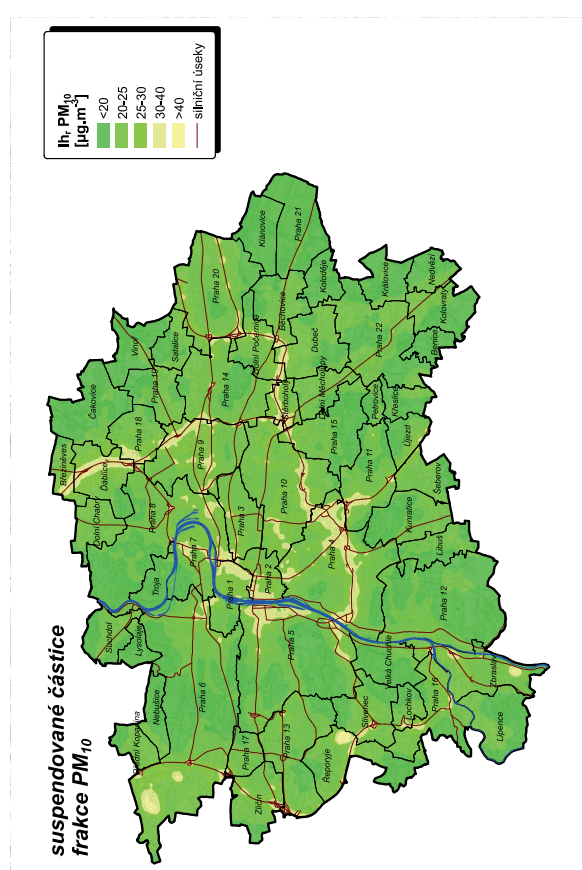 suspendované částice
frakce PM10
Ihr PM10
[µg.m-3]
<20
20-25
25-30
30-40
>40
silniční úseky
Březiněves
Čakovice
Ďáblice
Dolní Chabry
Praha 18
Praha 19
Vinoř
Satalice
Praha 20
Klánovice
Praha 21
Koloděje
Běchovice
Dolní Počernice
Praha 14
Praha 9
Praha 8
Praha 7
Troja
Suchdol
Lysolaje
Nebušice
Praha 6
Praha 1
Praha 2
Praha 3
Praha 10
Štěrboholy
Dubeč
Dolní Měcholupy
Praha 15
Petrovice
Křeslice
Praha 22
Královice
Nedvězí
Kolovraty
Benice
Újezd
Praha 11
Šeberov
Kunratice
Libuš
Praha 4
Praha 12
Praha 5
Praha 13
Praha 17
Zličín
Řeporyje
Slivenec
Lochkov
Velká Chuchle
Praha 16
Zbraslav
Lipence